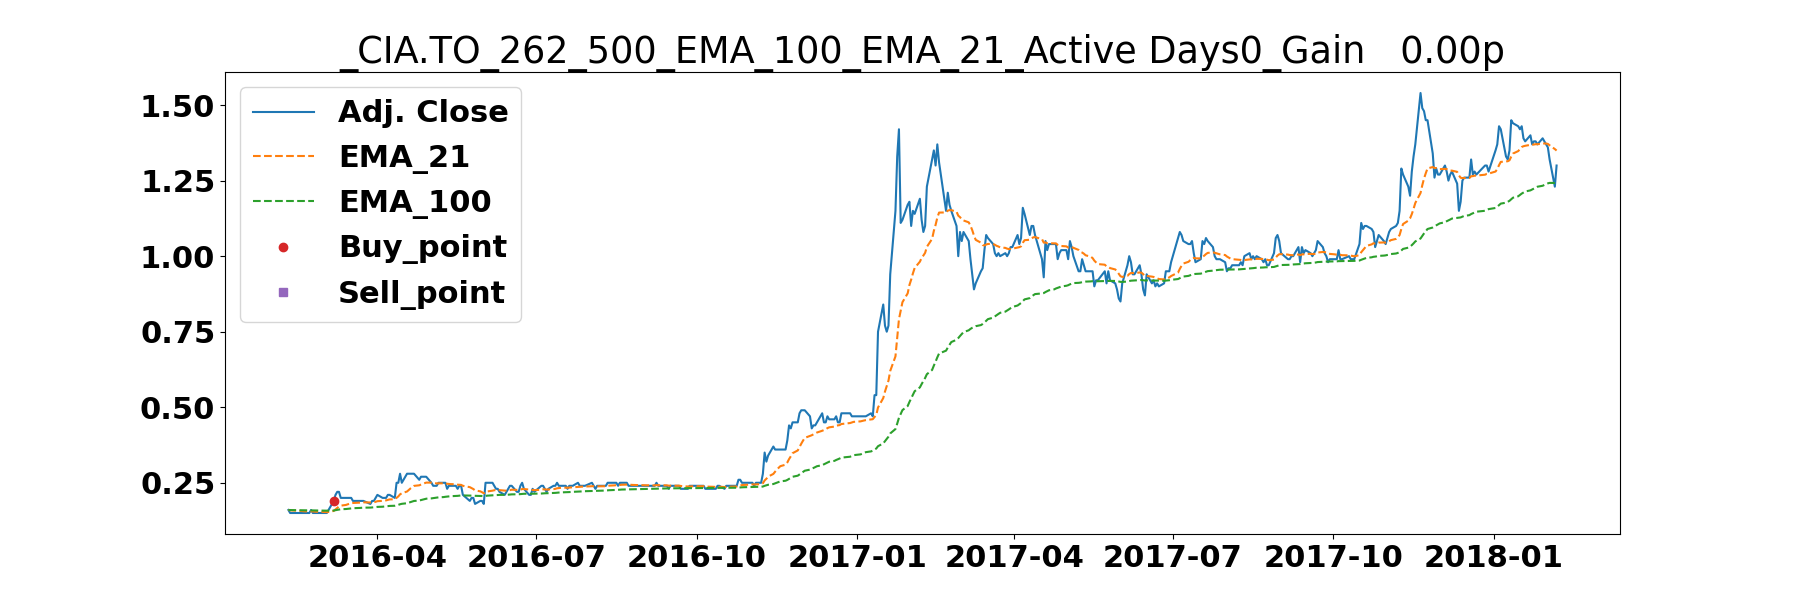 _CIA.TO_262_500_EMA_100_EMA_21_Active Days0_Gain   0.00p
1.50
1.25
1.00
0.75
0.50
0.25
Adj. Close
EMA_21
EMA_100
Buy_point
Sell_point
2016-04 2016-07 2016-10 2017-01 2017-04 2017-07 2017-10 2018-01